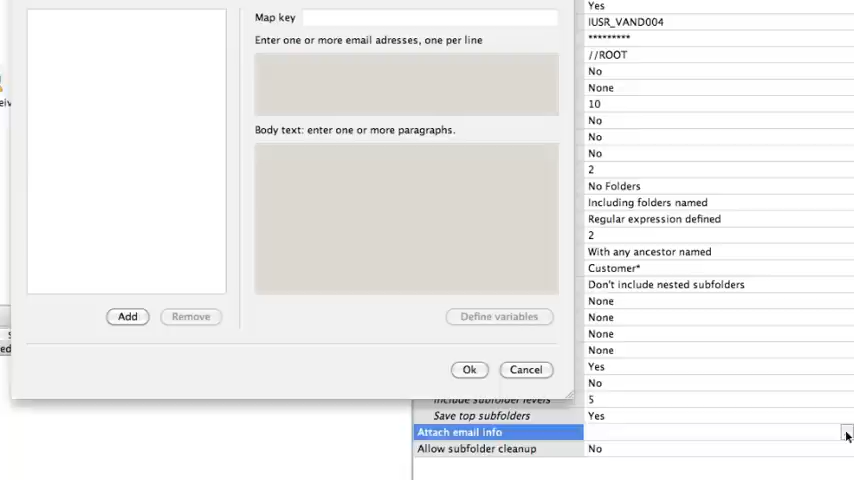 Map key
Enter one or more email adresses, one per line
Body text: enter one or more paragraphs.
Add
Remove
Define variables
Ok
Cancel
Yes
IUSR_VAND004
*********
//ROOT
No
None
10
No
No
No
2
No Folders
Including folders named
Regular expression defined
2
With any ancestor named
Customer*
Don't include nested subfolders
None
None
None
None
Yes
No
Include subfolder levels 5
Save top subfolders Yes
Attach email info
Allow subfolder cleanup No